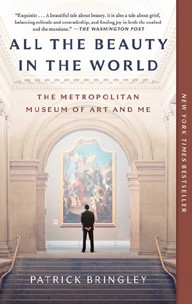 "Exquisite . . . A beautiful tale about beauty. It is also a tale about grief,
balancing solitude and comradeship, and finding joy in both the exalted
and the mundane." —THE WASHINGTON POST
ALL THE BEAUTY
IN THE WORLD
THE METROPOLITAN
MUSEUM OF ART AND ME
NEW YORK TIMES BESTSELLER
PATRICK BRINGLEY